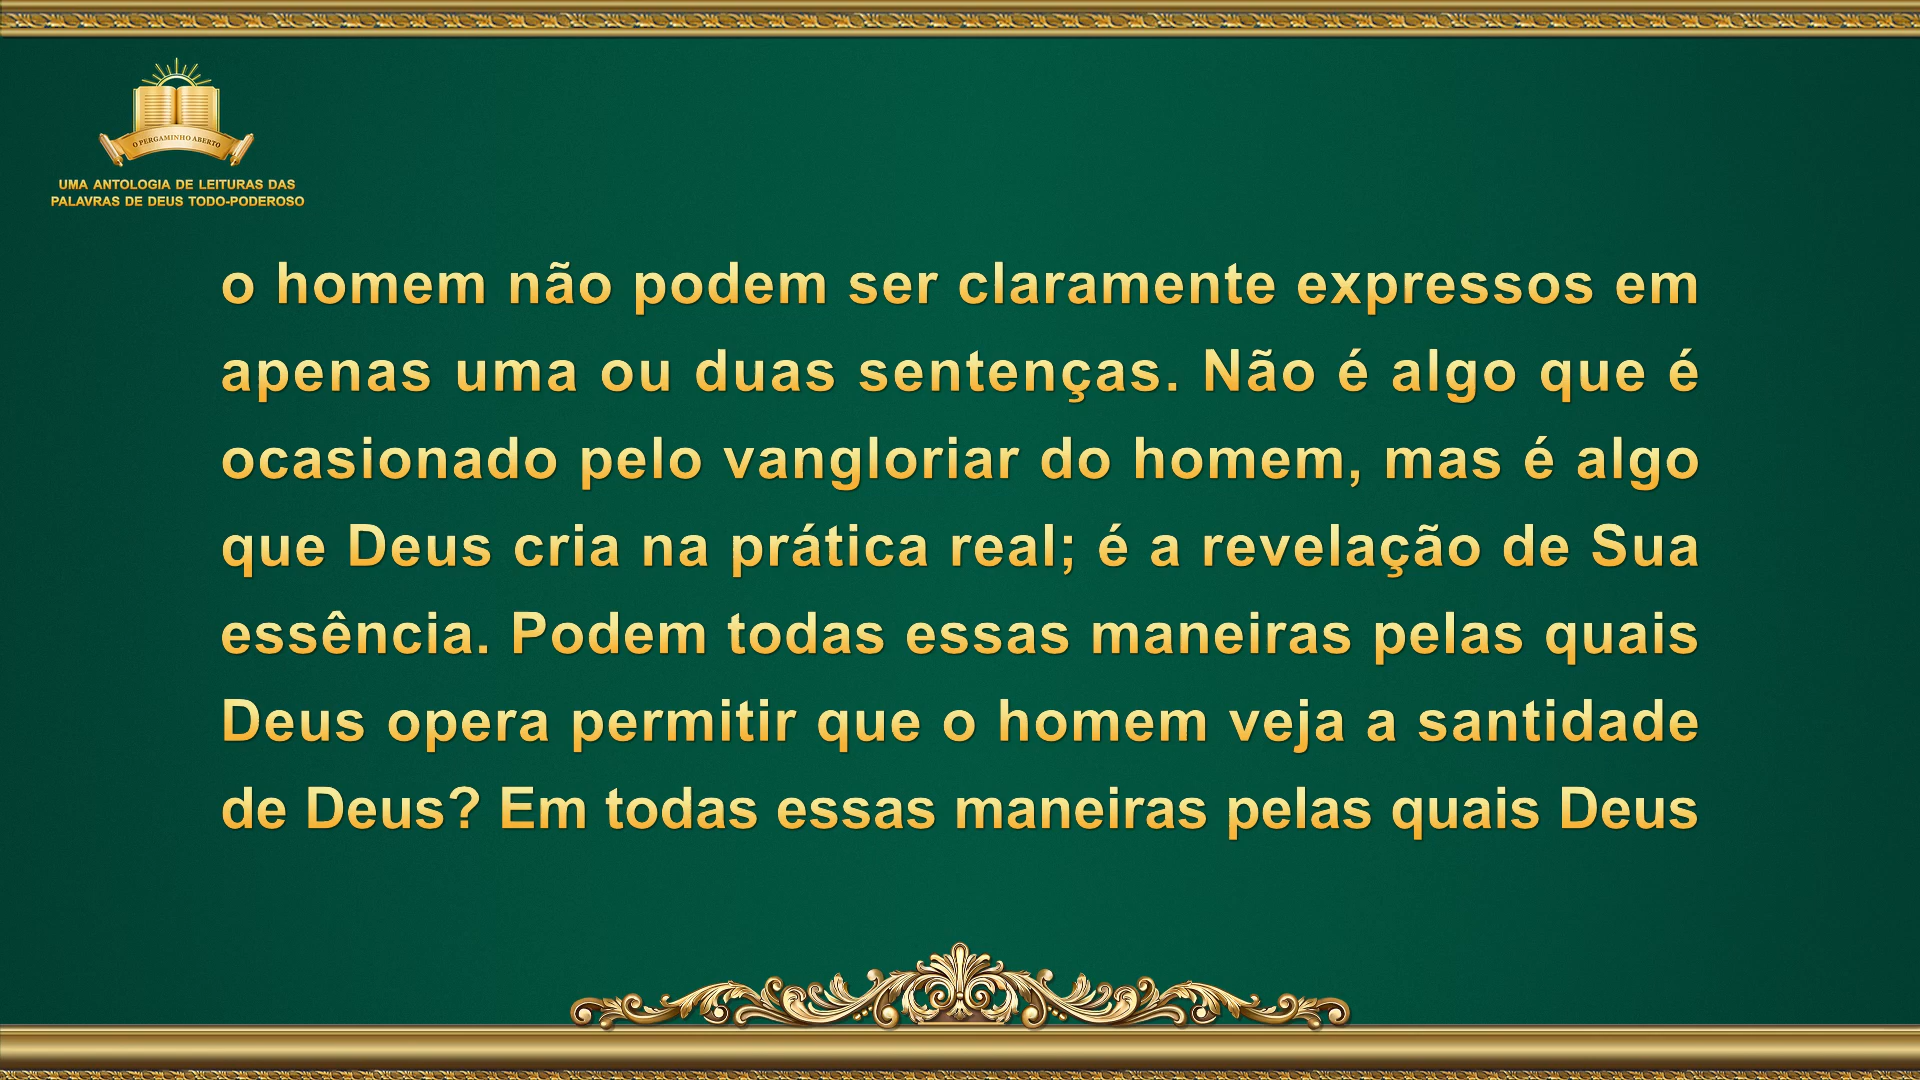 O PERGAMINHO ABERTO
UMA ANTOLOGIA DE LEITURAS DAS
PALAVRAS DE DEUS TODO-PODEROSO
o homem não podem ser claramente expressos em
apenas uma ou duas sentenças. Não é algo que é
ocasionado pelo vangloriar do homem, mas é algo
que Deus cria na prática real; é a revelação de Sua
essência. Podem todas essas maneiras pelas quais
Deus opera permitir que o homem veja a santidade
de Deus? Em todas essas maneiras pelas quais Deus